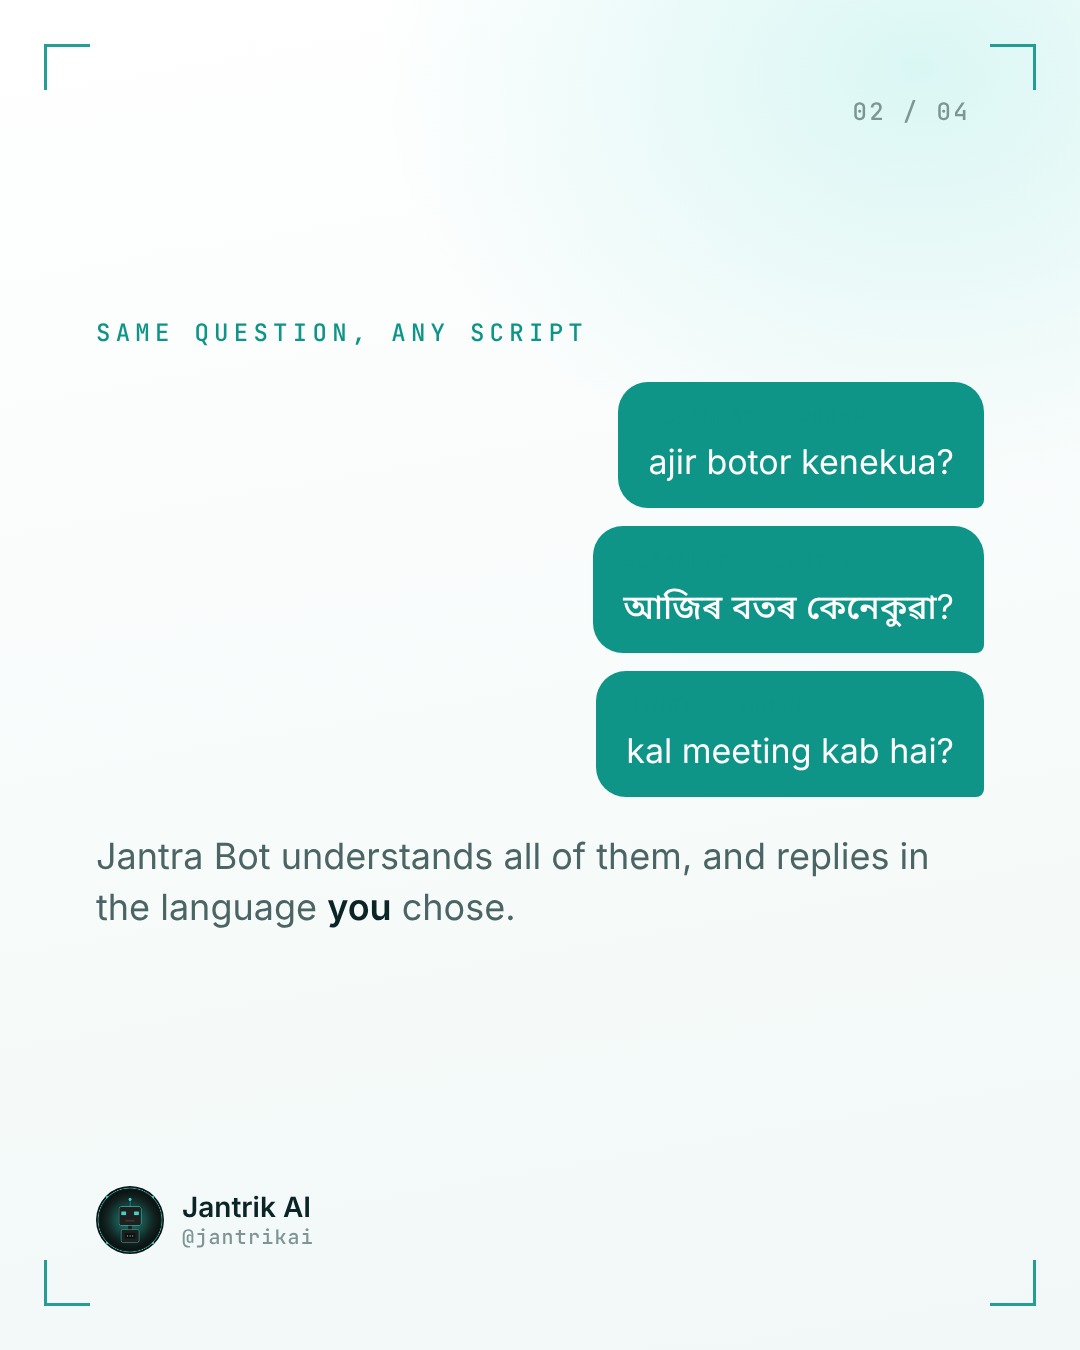 02 / 04
SAME QUESTION, ANY SCRIPT
ajir botor kenekua?
আজিৰ বতৰ কেনেকুৱা?
kal meeting kab hai?
Jantra Bot understands all of them, and replies in
the language you chose.
Jantrik AI
@jantrikai